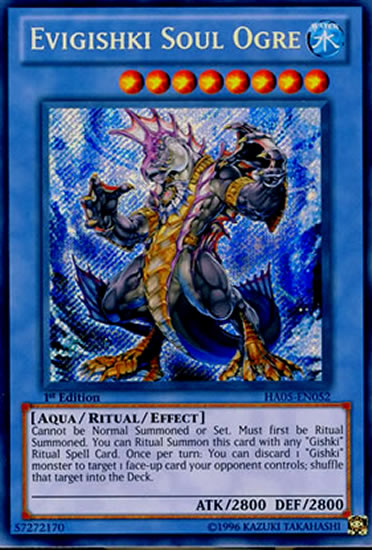 EVIGISHKI SOUL OGRE
WATER
水
1st Edition
HA05-EN052
[AQUA/RITUAL/EFFECT]
Cannot be Normal Summoned or Set. Must first be Ritual
Summoned. You can Ritual Summon this card with any "Gishki"
Ritual Spell Card. Once per turn: You can discard 1 "Gishki"
monster to target 1 face-up card your opponent controls; shuffle
that target into the Deck.
ATK/2800 DEF/2800
57272170
©1996 KAZUKI TAKAHASHI